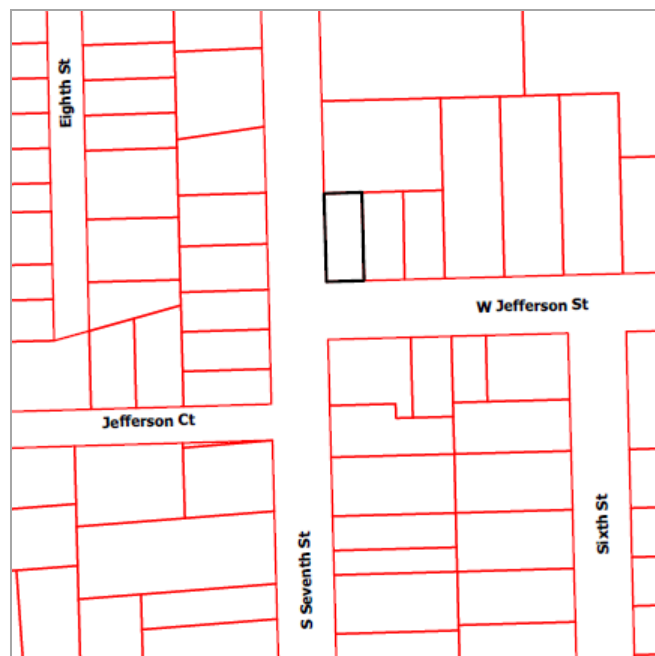 Eighth St
W Jefferson St
Jefferson Ct
S Seventh St
Sixth St